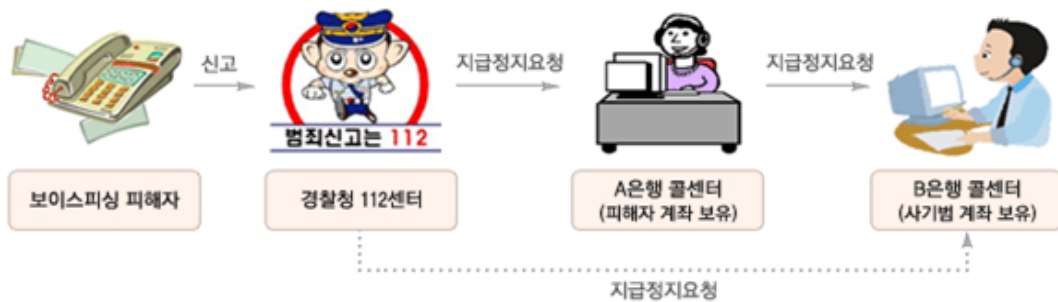 신고
지급정지요청
지급정지요청
범죄신고는 112
보이스피싱 피해자
경찰청 112센터
A은행 콜센터
(피해자 계좌 보유)
B은행 콜센터
(사기범 계좌 보유)
지급정지요청